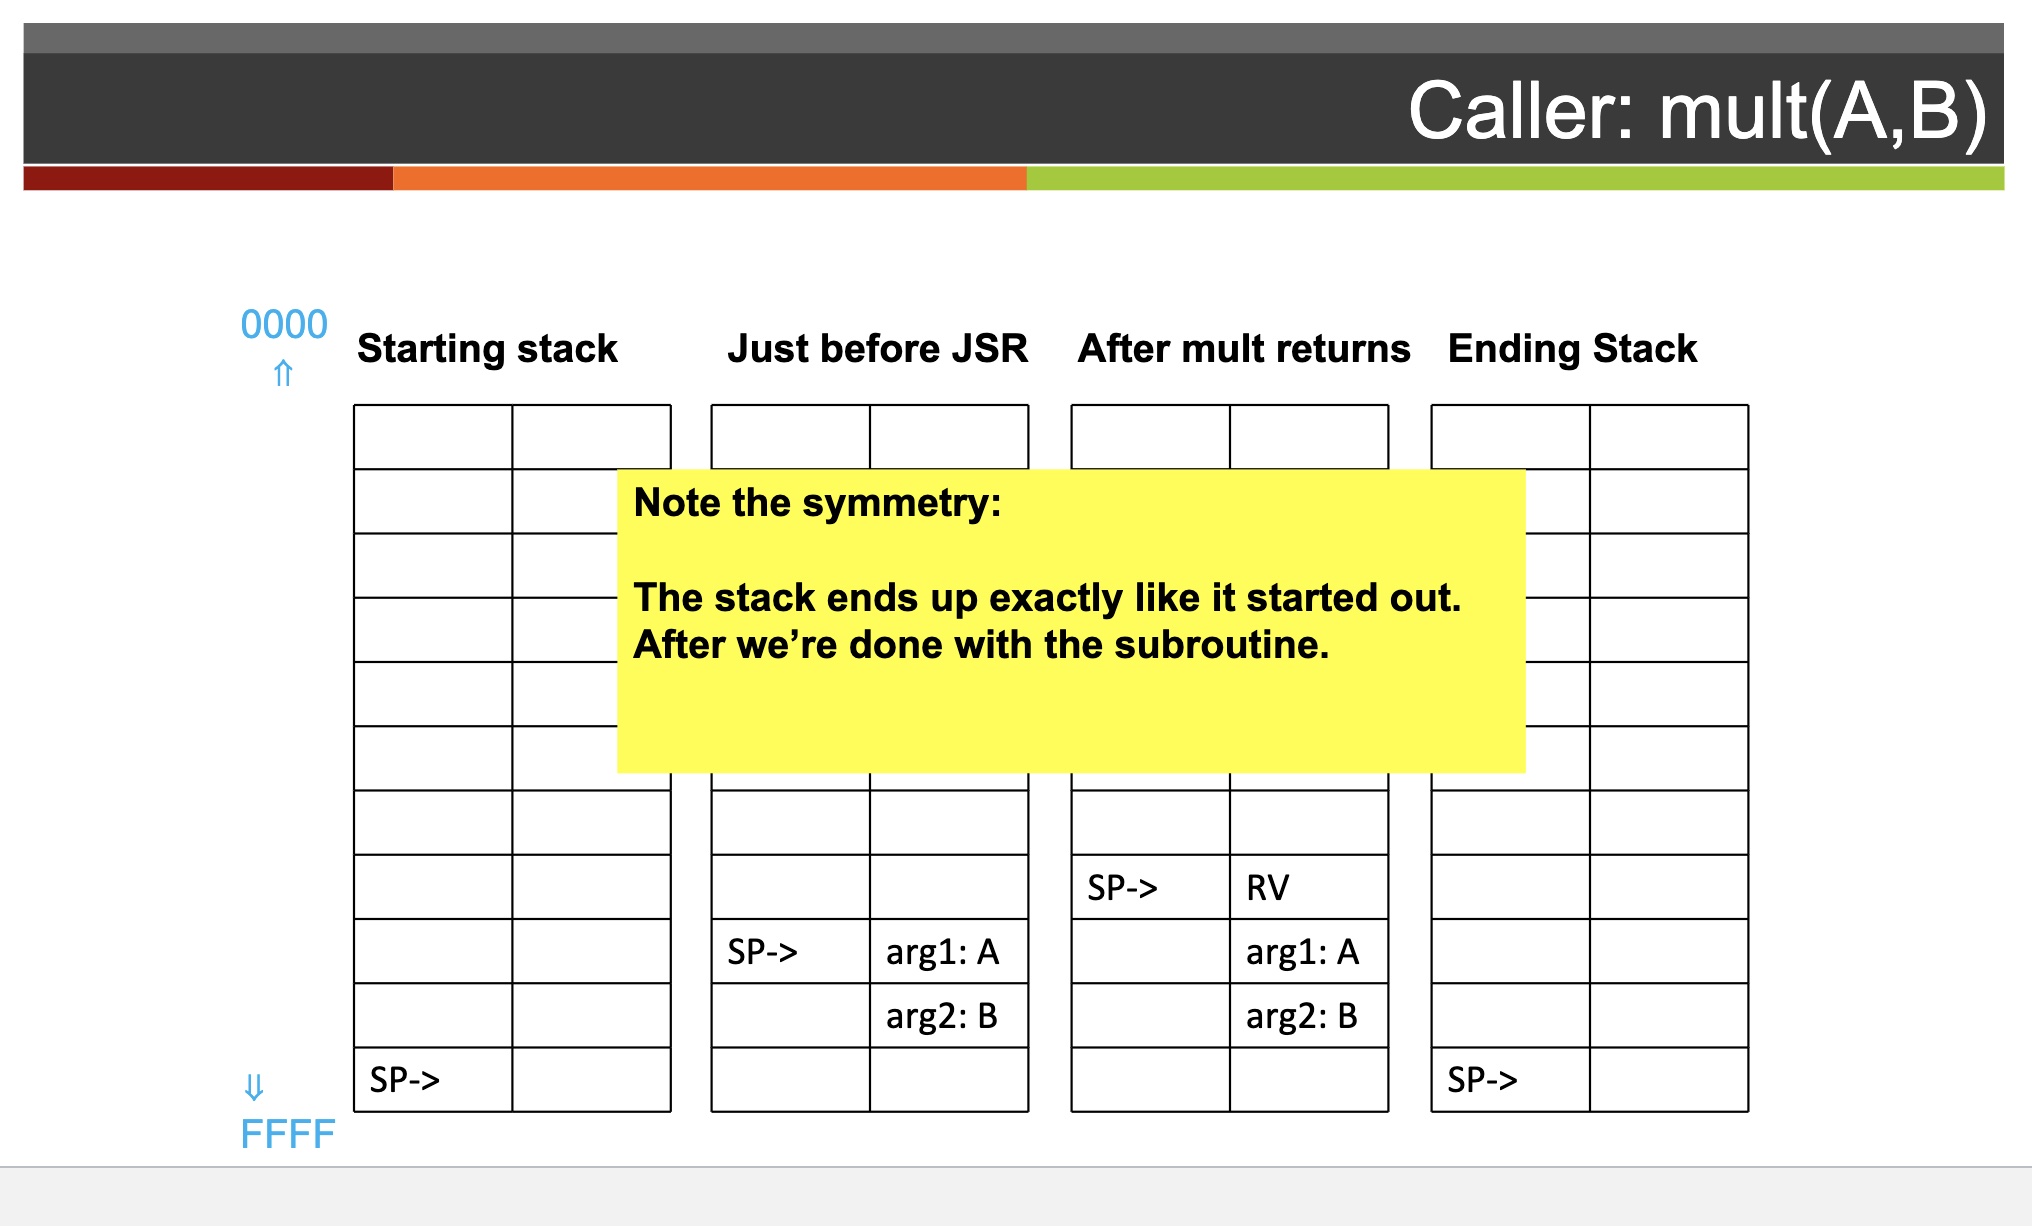 Caller: mult(A,B)
0000
⇑
Starting stack
Just before JSR
After mult returns
Ending Stack
Note the symmetry:
The stack ends up exactly like it started out.
After we’re done with the subroutine.
SP-> RV
SP-> arg1: A
arg1: A
arg2: B
arg2: B
SP->
SP->
⇓
FFFF